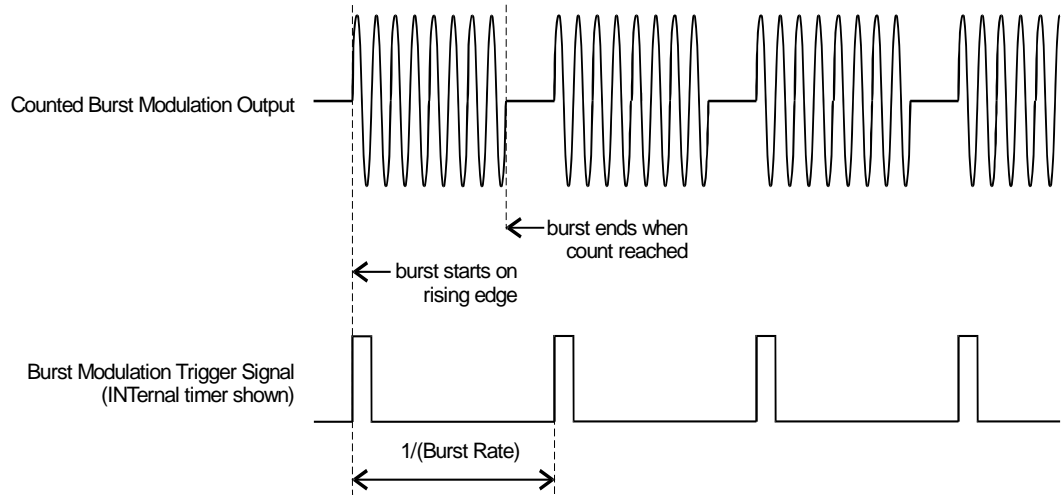 Counted Burst Modulation Output
burst ends when
count reached
burst starts on
rising edge
Burst Modulation Trigger Signal
(INTernal timer shown)
1/(Burst Rate)